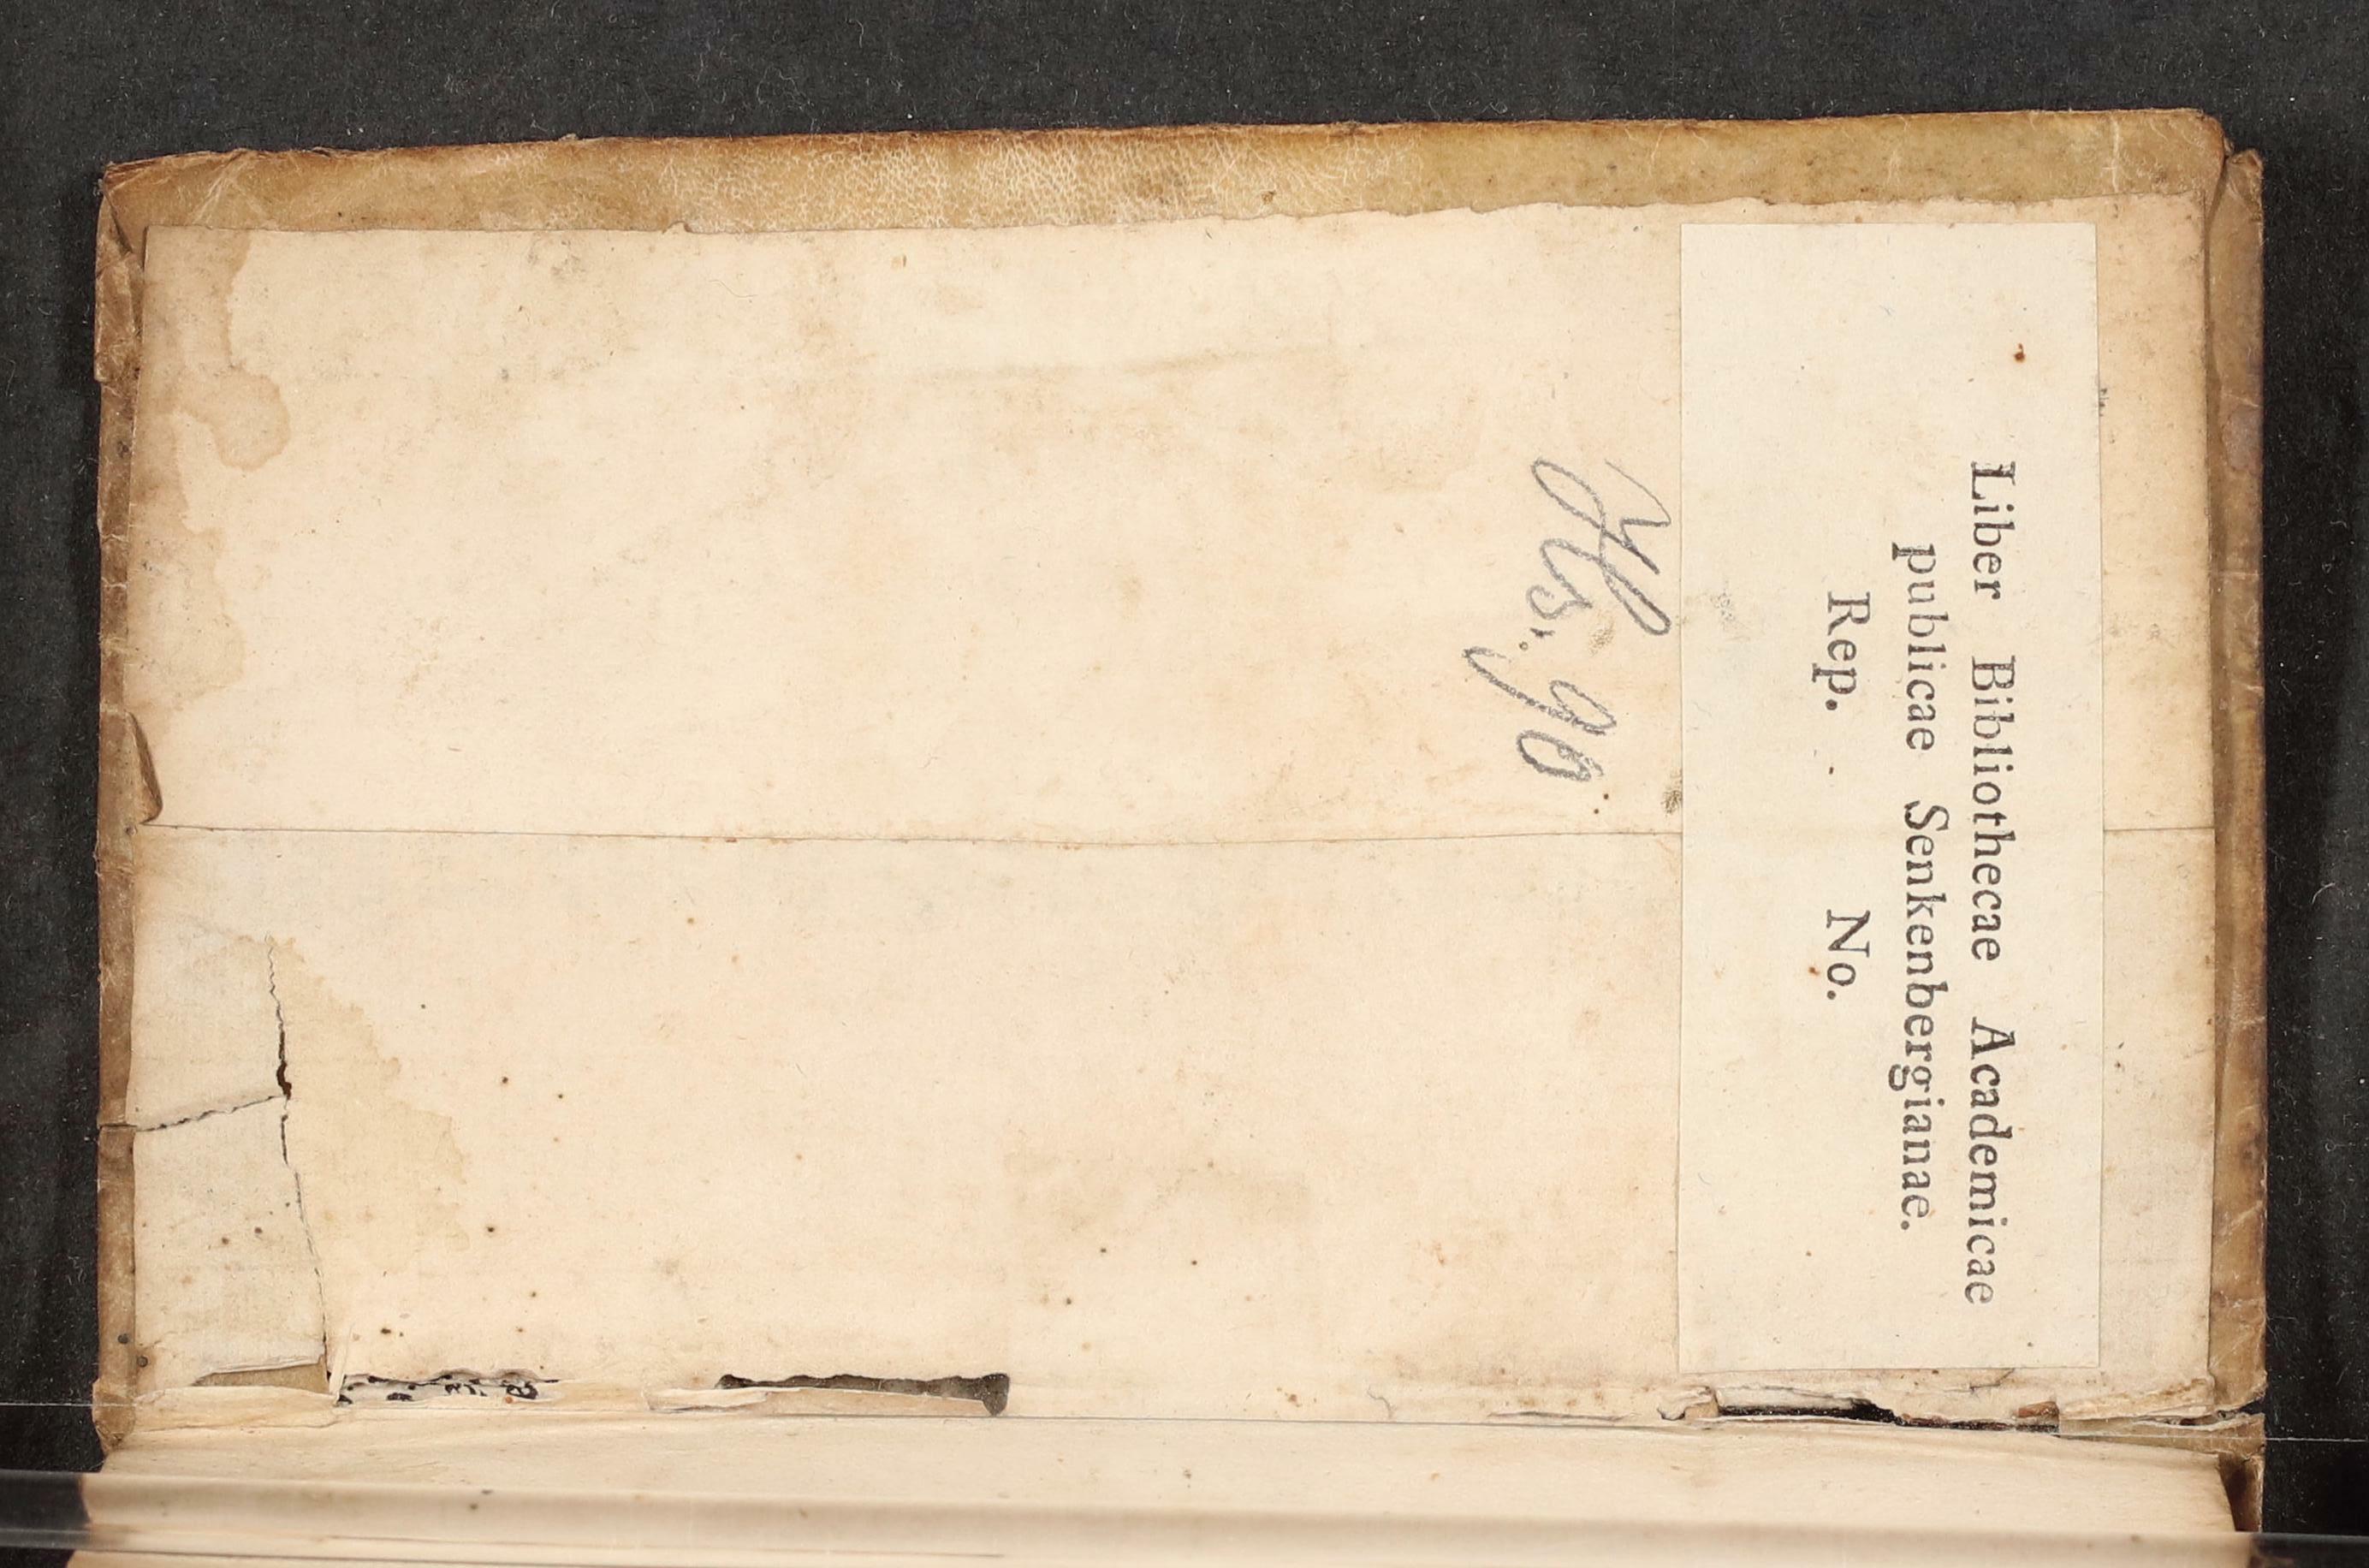 Liber Bibliothecae Academicae
publicae Senkenbergianae.
Rep. No.
Hs. 90